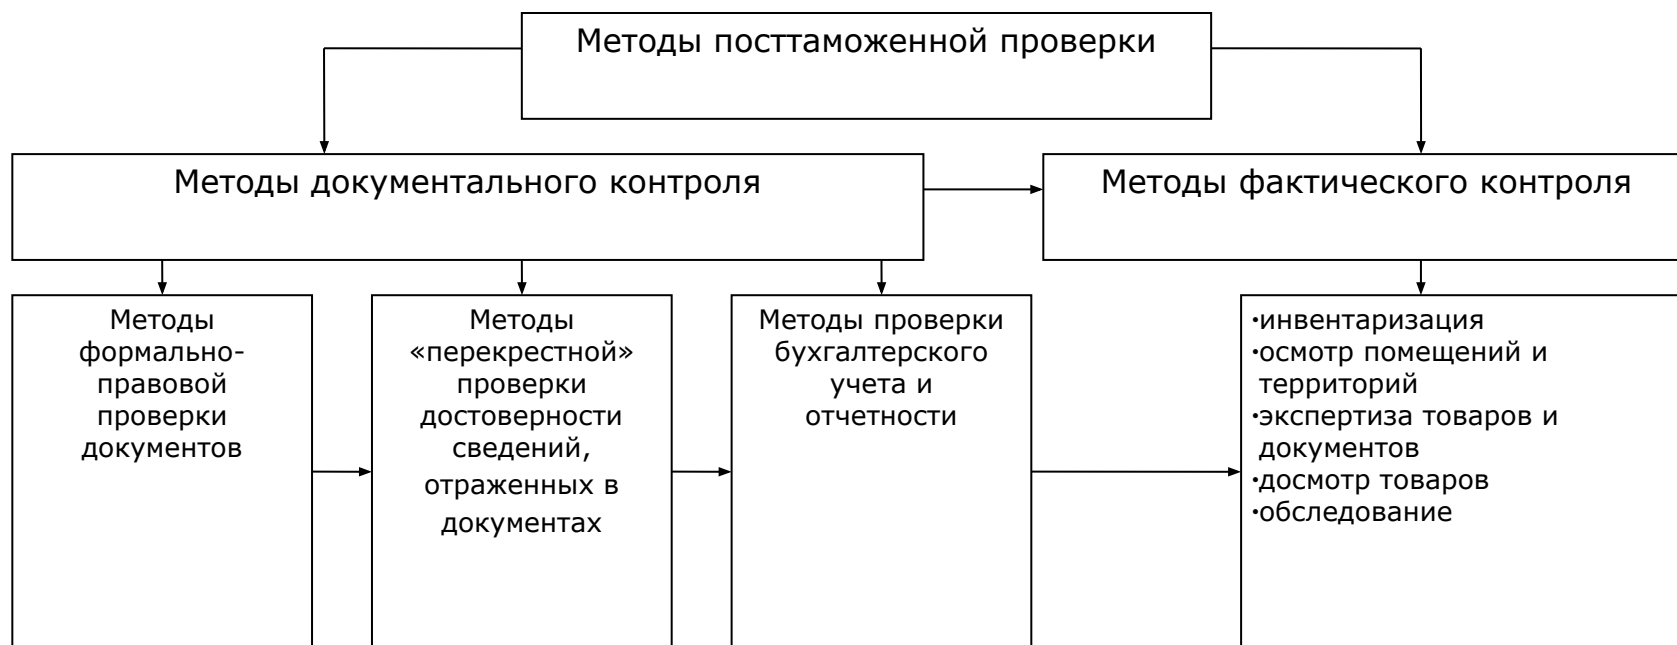 Методы посттаможенной проверки
Методы документального контроля
Методы фактического контроля
Методы
формально-
правовой
проверки
документов
Методы
«перекрестной»
проверки
достоверности
сведений,
отраженных в
документах
Методы проверки
бухгалтерского
учета и
отчетности
·инвентаризация
·осмотр помещений и
территорий
·экспертиза товаров и
документов
·досмотр товаров
·обследование